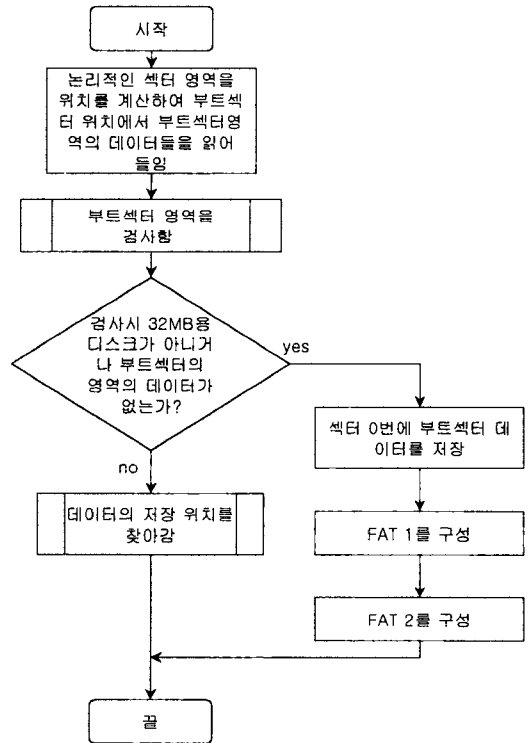 시작
논리적인 섹터 영역을
위치를 계산하여 부트섹
터 위치에서 부트섹터영
역의 데이터들을 읽어
들임
부트섹터 영역을
검사함
검사시 32MB용
디스크가 아니거
나 부트섹터의
영역의 데이터가
없는가?
yes
섹터 0번에 부트섹터 데
이터를 저장
no
데이터의 저장 위치를
찾아감
FAT 1를 구성
FAT 2를 구성
끝